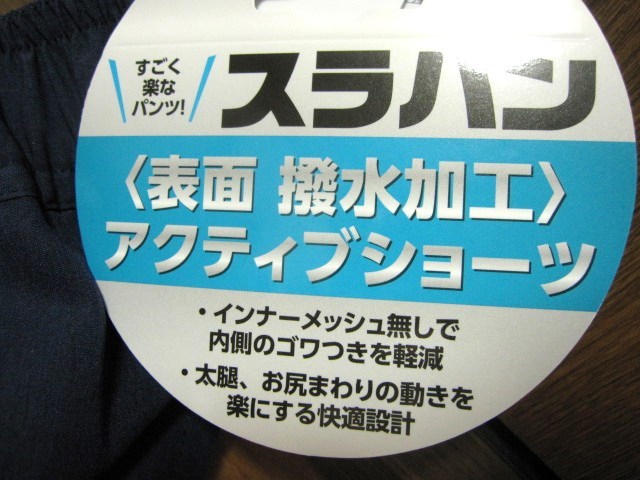 すごく
楽な
パンツ!
スラパン
〈表面 撥水加工〉
アクティブショーツ
・インナーメッシュ無しで
内側のゴワつきを軽減
・太腿、お尻まわりの動きを
楽にする快適設計